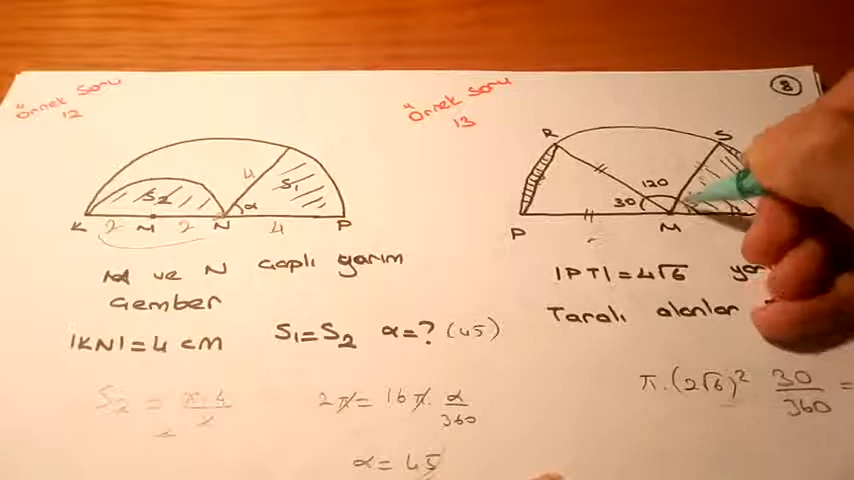 Örnek Soru
12
K
2
M
2
N
4
P
4
S2
S1
α
M ve N çaplı yarım
çember
|KN|=4 cm
S1=S2 α=? (45)
S2 = π.4/2
2π=16π.α/360
α=45
Örnek Soru
13
8
R
S
P
M
30
120
|PT|=4√6
Taralı alanlar
π.(2√6)² 30/360 =